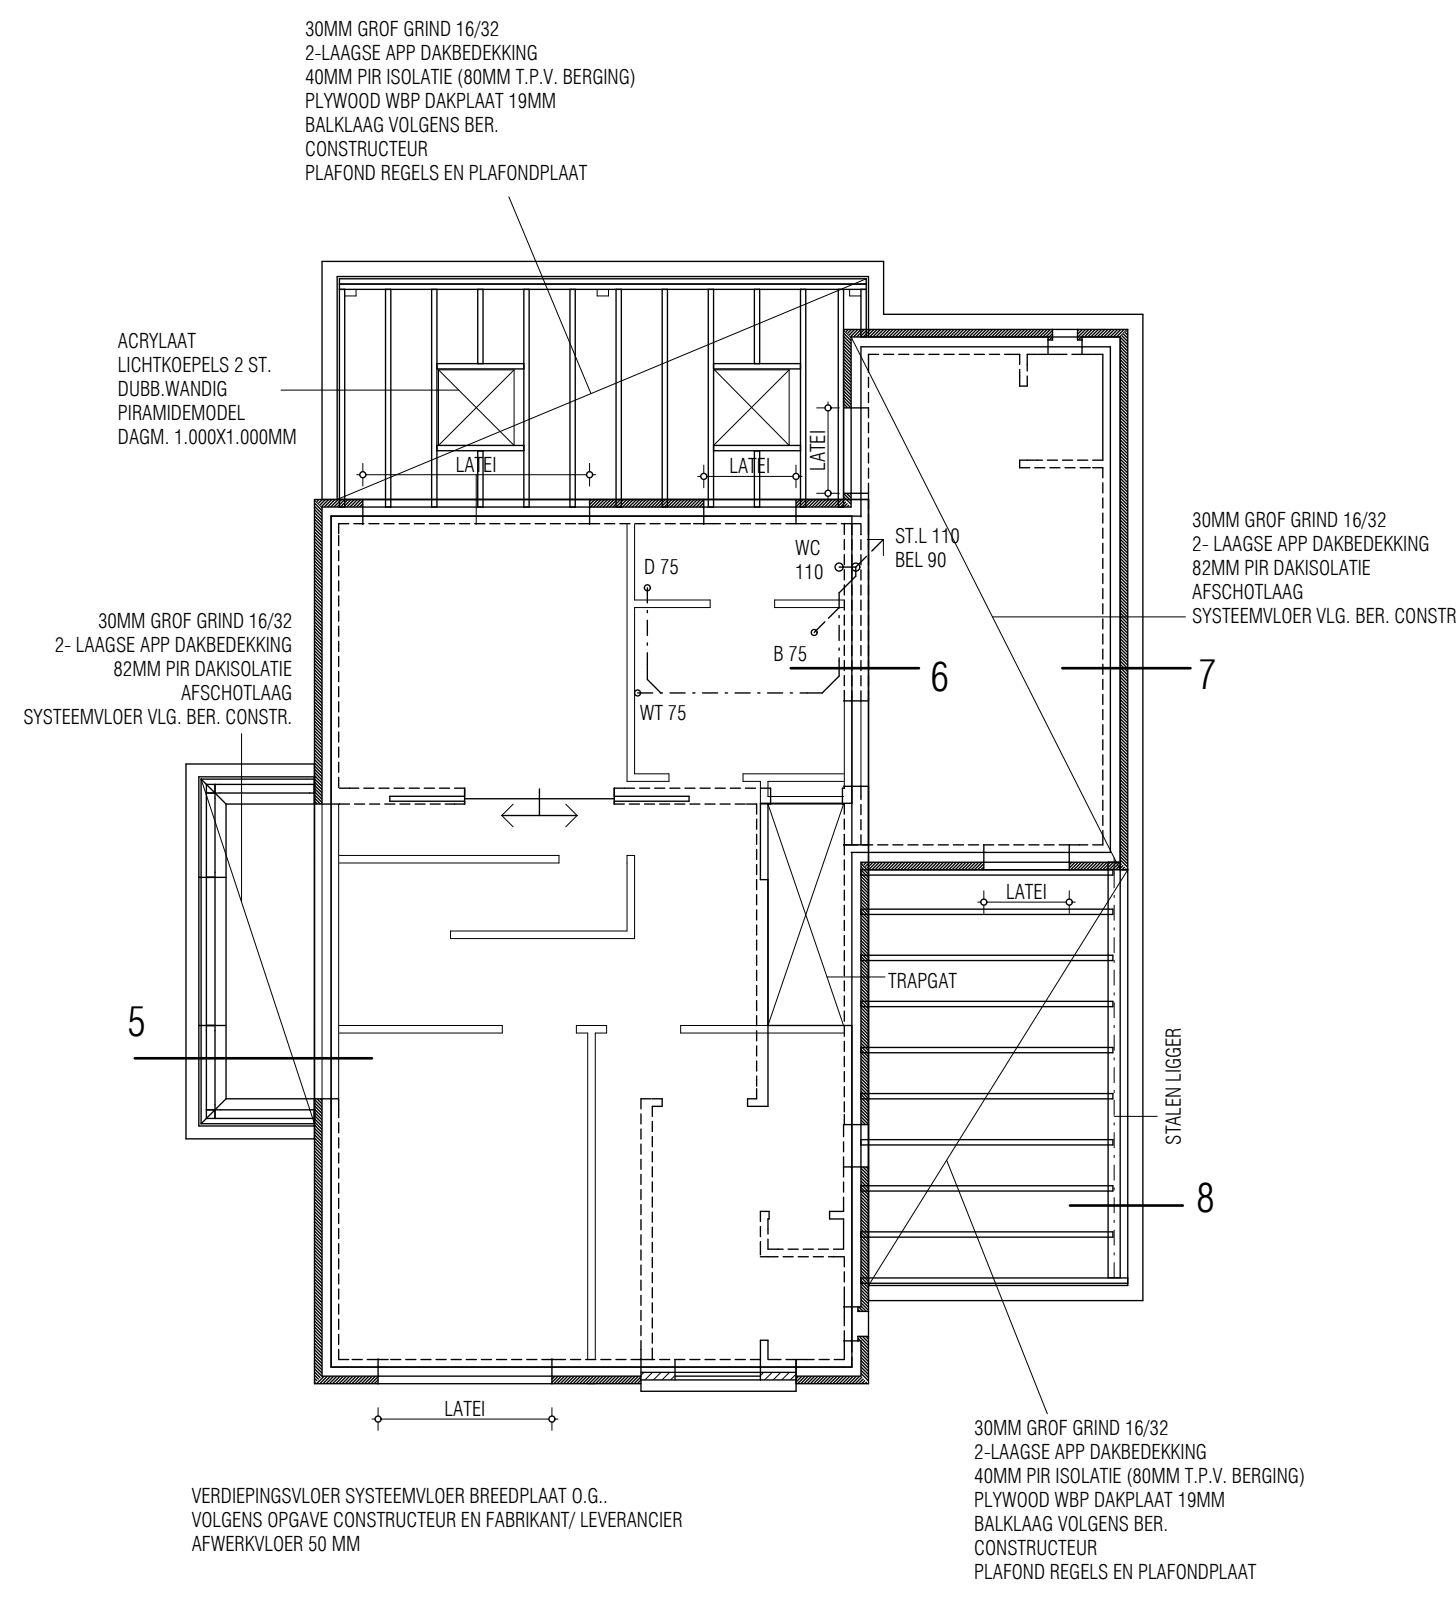 30MM GROF GRIND 16/32
2-LAAGSE APP DAKBEDEKKING
40MM PIR ISOLATIE (80MM T.P.V. BERGING)
PLYWOOD WBP DAKPLAAT 19MM
BALKLAAG VOLGENS BER.
CONSTRUCTEUR
PLAFOND REGELS EN PLAFONDPLAAT
ACRYLAAT
LICHTKOEPELS 2 ST.
DUBB.WANDIG
PIRAMIDEMODEL
DAGM. 1.000X1.000MM
LATEI
LATEI
LATEI
30MM GROF GRIND 16/32
2- LAAGSE APP DAKBEDEKKING
82MM PIR DAKISOLATIE
AFSCHOTLAAG
SYSTEEMVLOER VLG. BER. CONSTR
WC
110
ST.L 110
BEL 90
D 75
B 75
WT 75
6
7
30MM GROF GRIND 16/32
2- LAAGSE APP DAKBEDEKKING
82MM PIR DAKISOLATIE
AFSCHOTLAAG
SYSTEEMVLOER VLG. BER. CONSTR.
LATEI
TRAPGAT
5
STALEN LIGGER
8
LATEI
30MM GROF GRIND 16/32
2-LAAGSE APP DAKBEDEKKING
40MM PIR ISOLATIE (80MM T.P.V. BERGING)
PLYWOOD WBP DAKPLAAT 19MM
BALKLAAG VOLGENS BER.
CONSTRUCTEUR
PLAFOND REGELS EN PLAFONDPLAAT
VERDIEPINGSVLOER SYSTEEMVLOER BREEDPLAAT O.G..
VOLGENS OPGAVE CONSTRUCTEUR EN FABRIKANT/ LEVERANCIER
AFWERKVLOER 50 MM